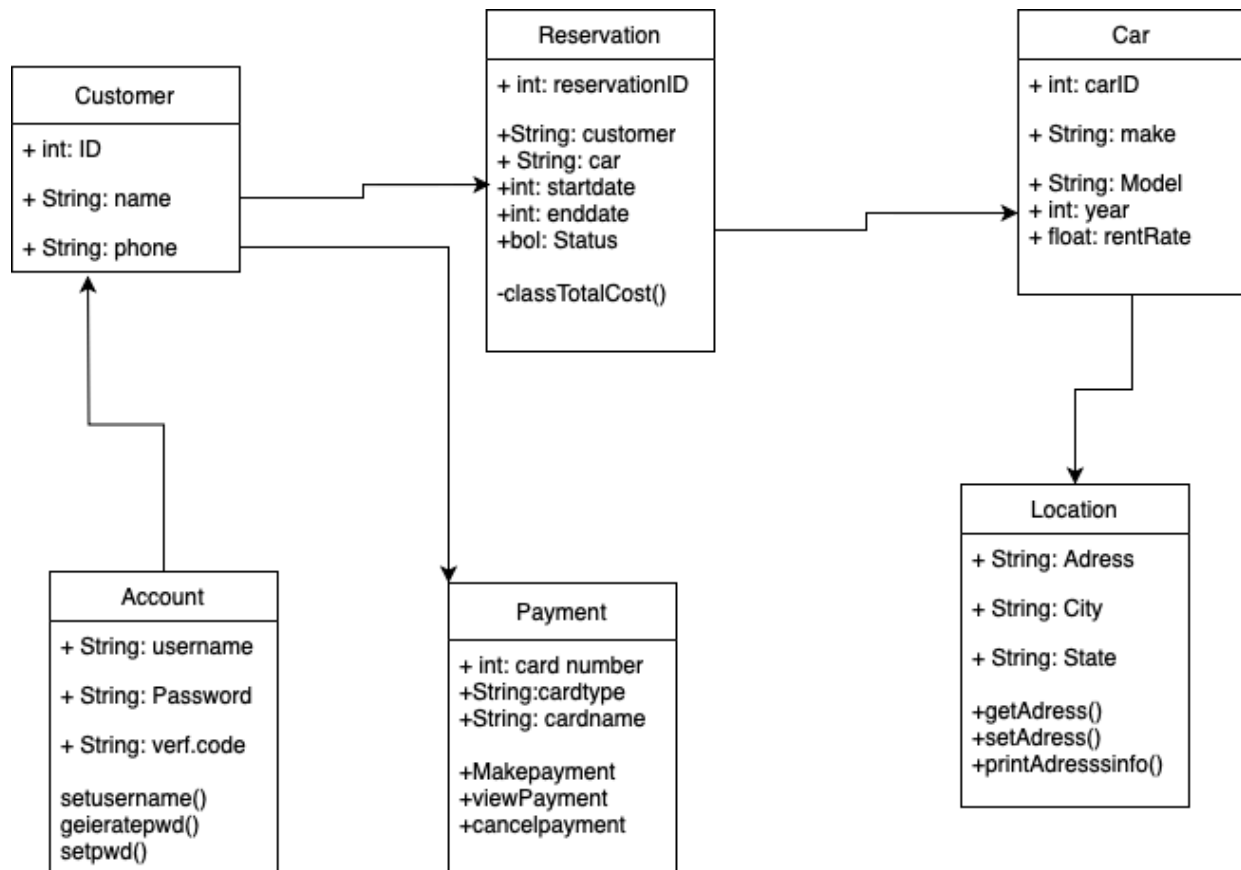 Customer
+ int: ID
+ String: name
+ String: phone
Reservation
+ int: reservationID
+String: customer
+ String: car
+int: startdate
+int: enddate
+bol: Status
-classTotalCost()
Car
+ int: carID
+ String: make
+ String: Model
+ int: year
+ float: rentRate
Account
+ String: username
+ String: Password
+ String: verf.code
setusername()
geieratepwd()
setpwd()
Payment
+ int: card number
+String:cardtype
+String: cardname
+Makepayment
+viewPayment
+cancelpayment
Location
+ String: Adress
+ String: City
+ String: State
+getAdress()
+setAdress()
+printAdresssinfo()